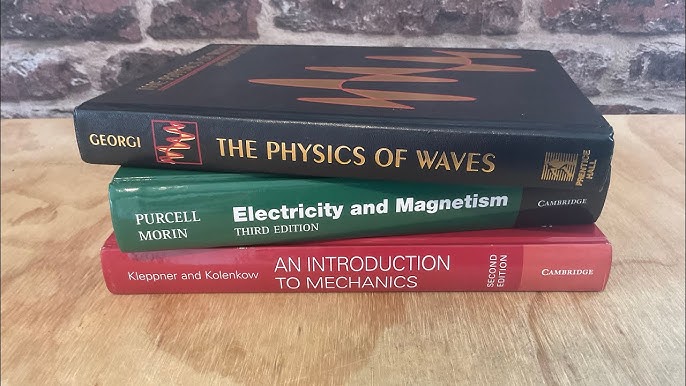 GEORGI
THE PHYSICS OF WAVES
PRENTICE
HALL
PURCELL
MORIN
Electricity and Magnetism
THIRD EDITION
CAMBRIDGE
Kleppner and Kolenkow
AN INTRODUCTION
TO MECHANICS
SECOND
EDITION
CAMBRIDGE